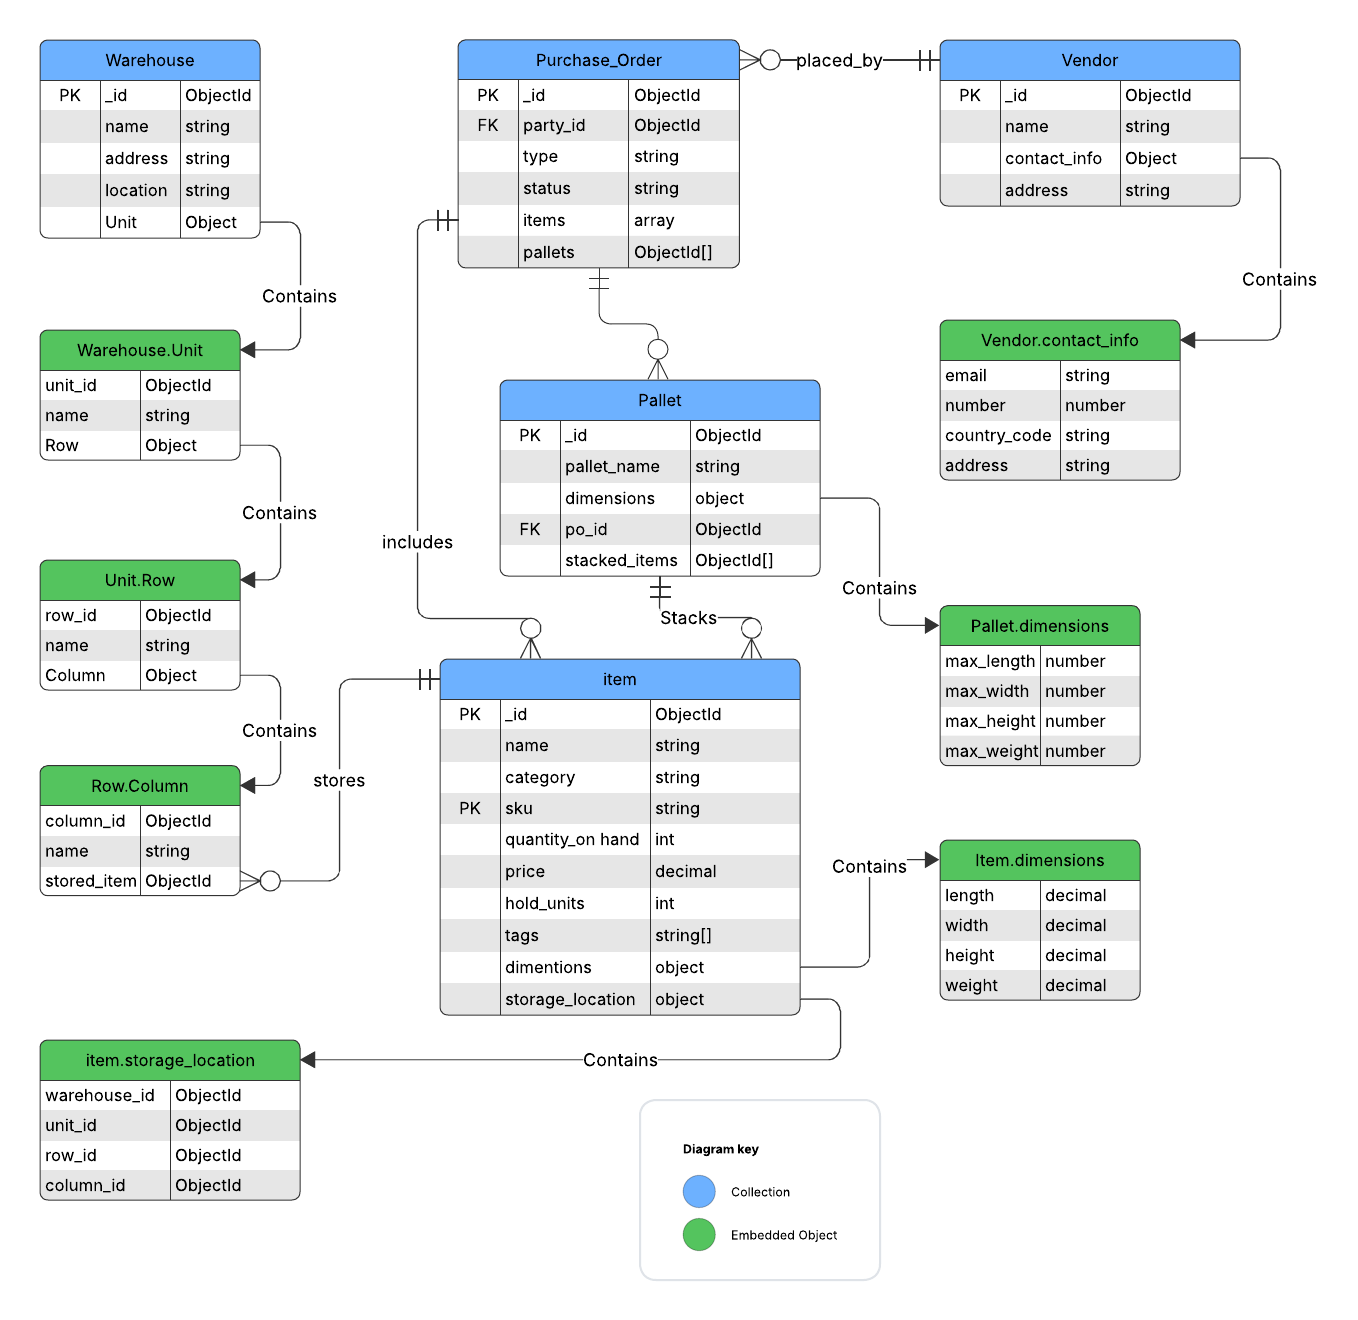 Warehouse
PK _id ObjectId
name string
address string
location string
Unit Object
Contains
Warehouse.Unit
unit_id ObjectId
name string
Row Object
Contains
Unit.Row
row_id ObjectId
name string
Column Object
Contains
Row.Column
column_id ObjectId
name string
stored_item ObjectId
stores
Purchase_Order
PK _id ObjectId
FK party_id ObjectId
type string
status string
items array
pallets ObjectId[]
placed_by
includes
Vendor
PK _id ObjectId
name string
contact_info Object
address string
Contains
Vendor.contact_info
email string
number number
country_code string
address string
Pallet
PK _id ObjectId
pallet_name string
dimensions object
FK po_id ObjectId
stacked_items ObjectId[]
Stacks
Contains
Pallet.dimensions
max_length number
max_width number
max_height number
max_weight number
item
PK _id ObjectId
name string
category string
PK sku string
quantity_on hand int
price decimal
hold_units int
tags string[]
dimentions object
storage_location object
Contains
Item.dimensions
length decimal
width decimal
height decimal
weight decimal
Contains
item.storage_location
warehouse_id ObjectId
unit_id ObjectId
row_id ObjectId
column_id ObjectId
Diagram key
Collection
Embedded Object